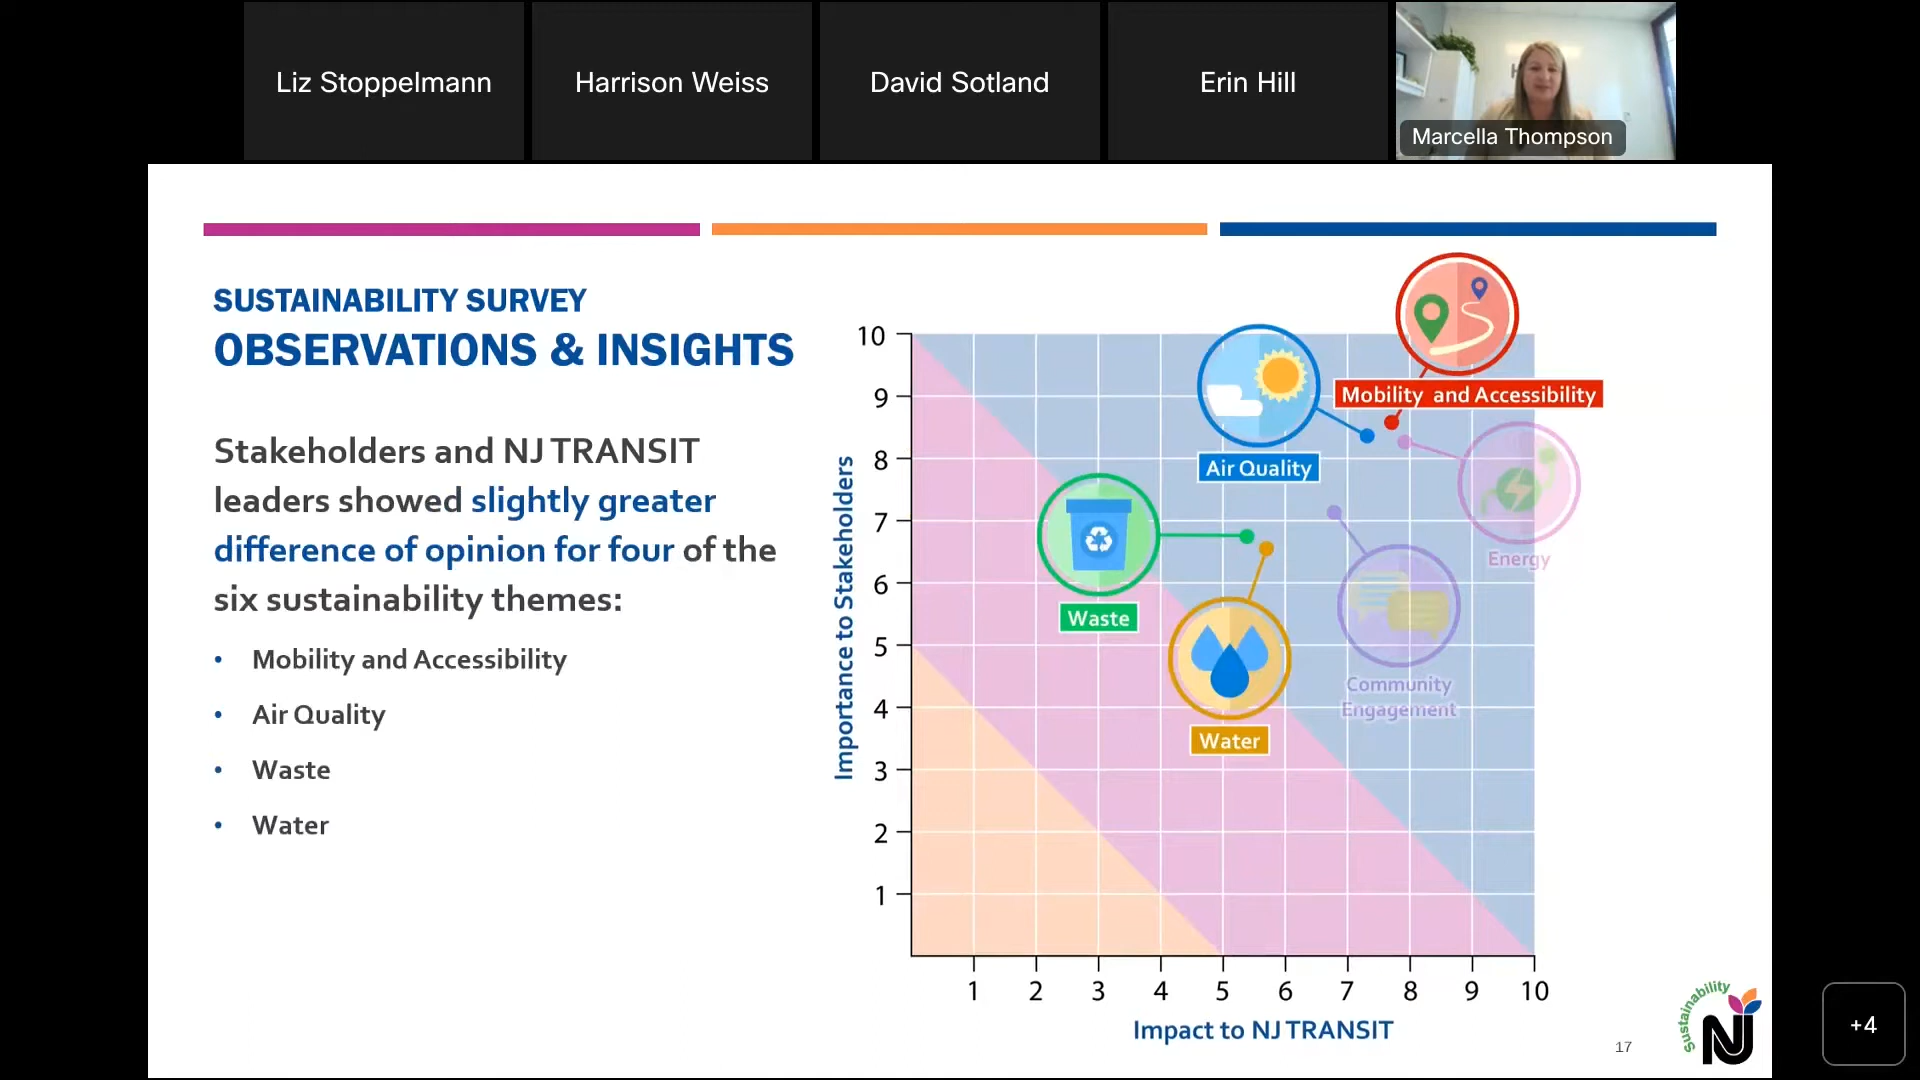 Liz Stoppelmann
Harrison Weiss
David Sotland
Erin Hill
Marcella Thompson
SUSTAINABILITY SURVEY
OBSERVATIONS & INSIGHTS
Stakeholders and NJ TRANSIT
leaders showed slightly greater
difference of opinion for four of the
six sustainability themes:
• Mobility and Accessibility
• Air Quality
• Waste
• Water
Importance to Stakeholders
10
9
8
7
6
5
4
3
2
1
Mobility and Accessibility
Air Quality
Energy
Waste
Community
Engagement
Water
1 2 3 4 5 6 7 8 9 10
Impact to NJ TRANSIT
17
Sustainability
NJ
+4